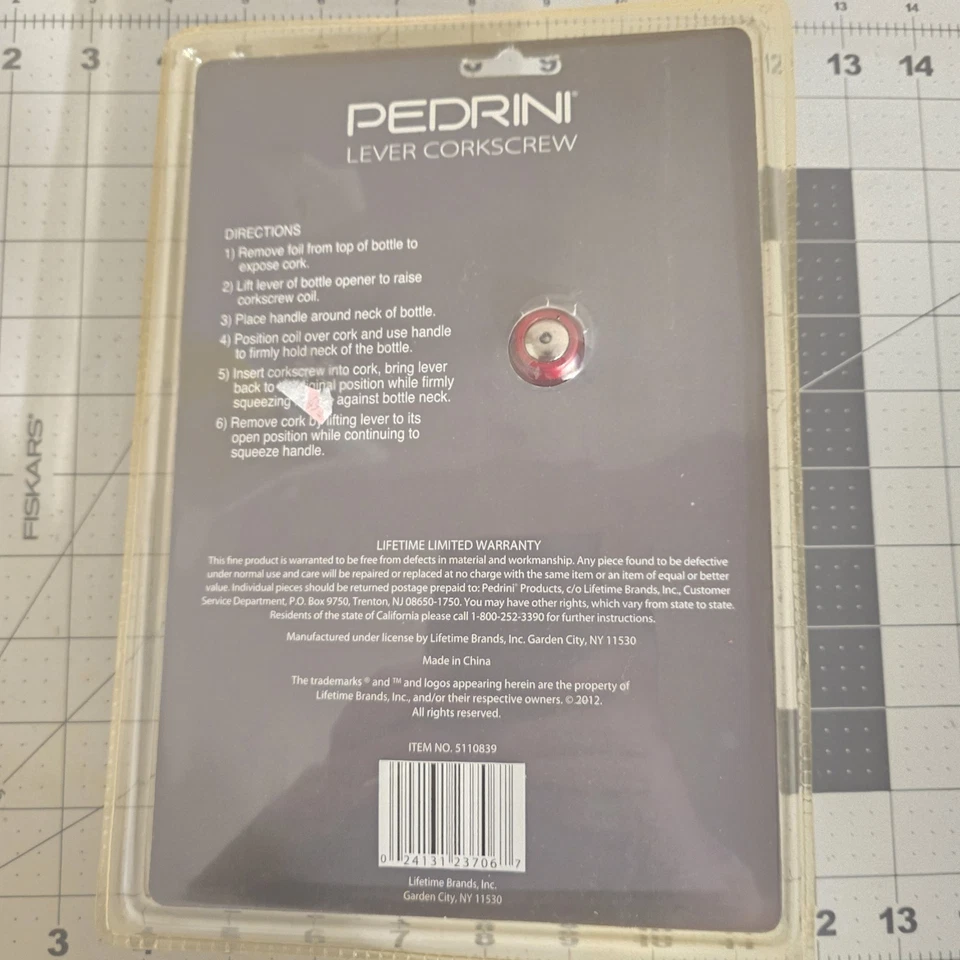 2 3 4 12 13 14
13 14
PEDRINI®
LEVER CORKSCREW
DIRECTIONS
1) Remove foil from top of bottle to
expose cork.
2) Lift lever of bottle opener to raise
corkscrew coil.
3) Place handle around neck of bottle.
4) Position coil over cork and use handle
to firmly hold neck of the bottle.
5) Insert corkscrew into cork, bring lever
back to position while firmly
squeezing against bottle neck.
6) Remove cork by lifting lever to its
open position while continuing to
squeeze handle.
FISKARS®
LIFETIME LIMITED WARRANTY
This fine product is warranted to be free from defects in material and workmanship. Any piece found to be defective
under normal use and care will be repaired or replaced at no charge with the same item or an item of equal or better
value. Individual pieces should be returned postage prepaid to: Pedrini® Products, c/o Lifetime Brands, Inc., Customer
Service Department, P.O. Box 9750, Trenton, NJ 08650-1750. You may have other rights, which vary from state to state.
Residents of the state of California please call 1-800-252-3390 for further instructions.
Manufactured under license by Lifetime Brands, Inc. Garden City, NY 11530
Made in China
The trademarks ® and ™ and logos appearing herein are the property of
Lifetime Brands, Inc., and/or their respective owners. © 2012.
All rights reserved.
ITEM NO. 5110839
0 24131 23706 7
Lifetime Brands, Inc.
Garden City, NY 11530
3 4 7 8 9 10 2 13